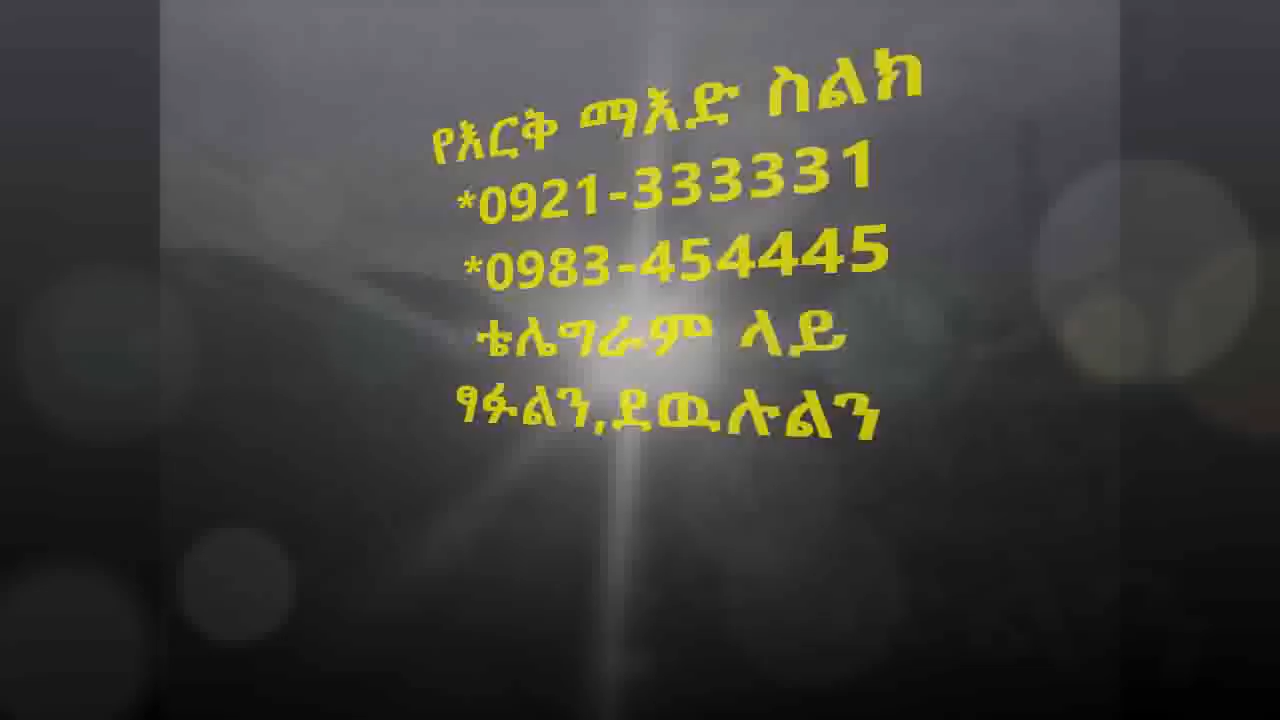 የእርቅ ማእድ ስልክ
*0921-333331
*0983-454445
ቴሌግራም ላይ
ፃፉልን,ደዉሉልን